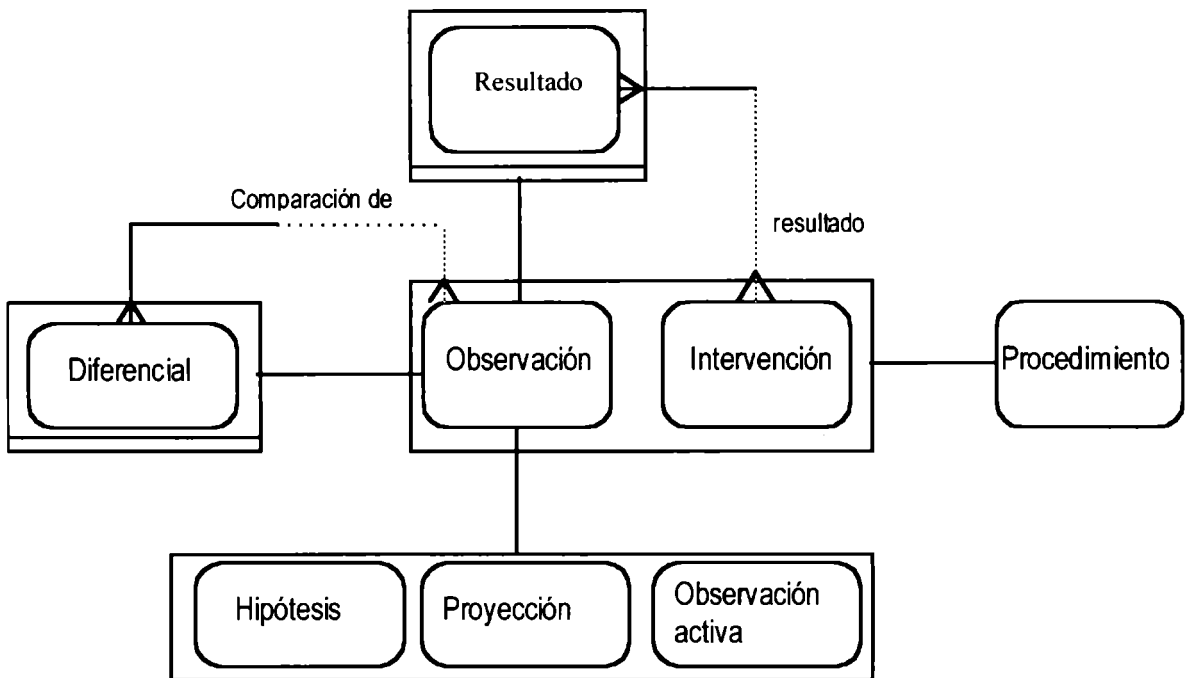 Resultado
Comparación de
resultado
Diferencial
Observación
Intervención
Procedimiento
Hipótesis
Proyección
Observación
activa